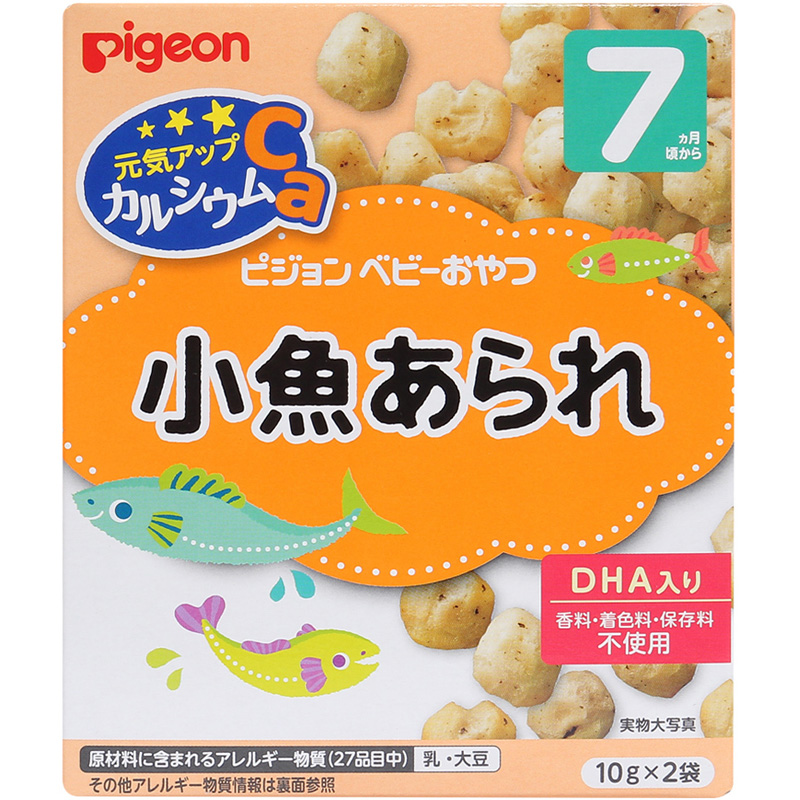 Pigeon
元気アップ
カルシウム
Ca
7
ヵ月
頃から
ピジョン ベビーおやつ
小魚あられ
DHA入り
香料・着色料・保存料
不使用
実物大写真
原材料に含まれるアレルギー物質(27品目中) 乳・大豆
その他アレルギー物質情報は裏面参照
10g×2袋